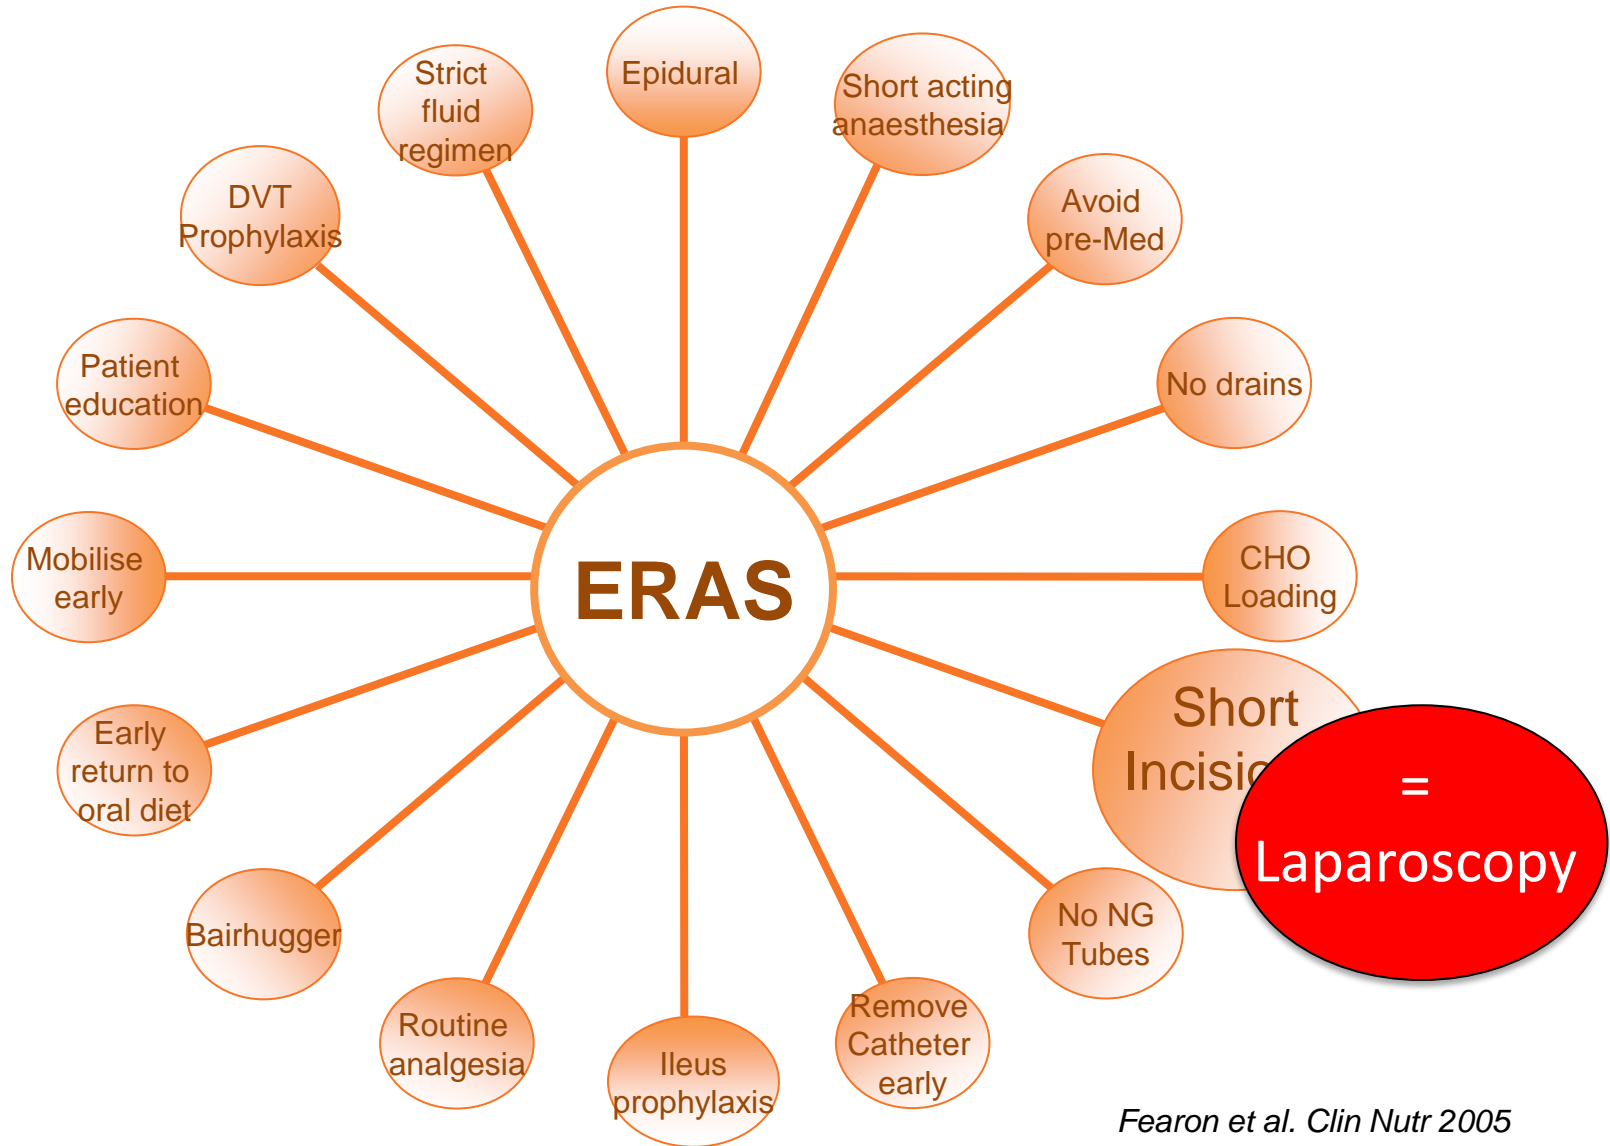 Epidural
Short acting
anaesthesia
Avoid
pre-Med
No drains
CHO
Loading
Short
=
Laparoscopy
No NG
Tubes
Remove
Catheter
early
Ileus
prophylaxis
Routine
analgesia
Bairhugger
Early
return to
oral diet
Mobilise
early
Patient
education
DVT
Prophylaxis
Strict
fluid
regimen
ERAS
Fearon et al. Clin Nutr 2005